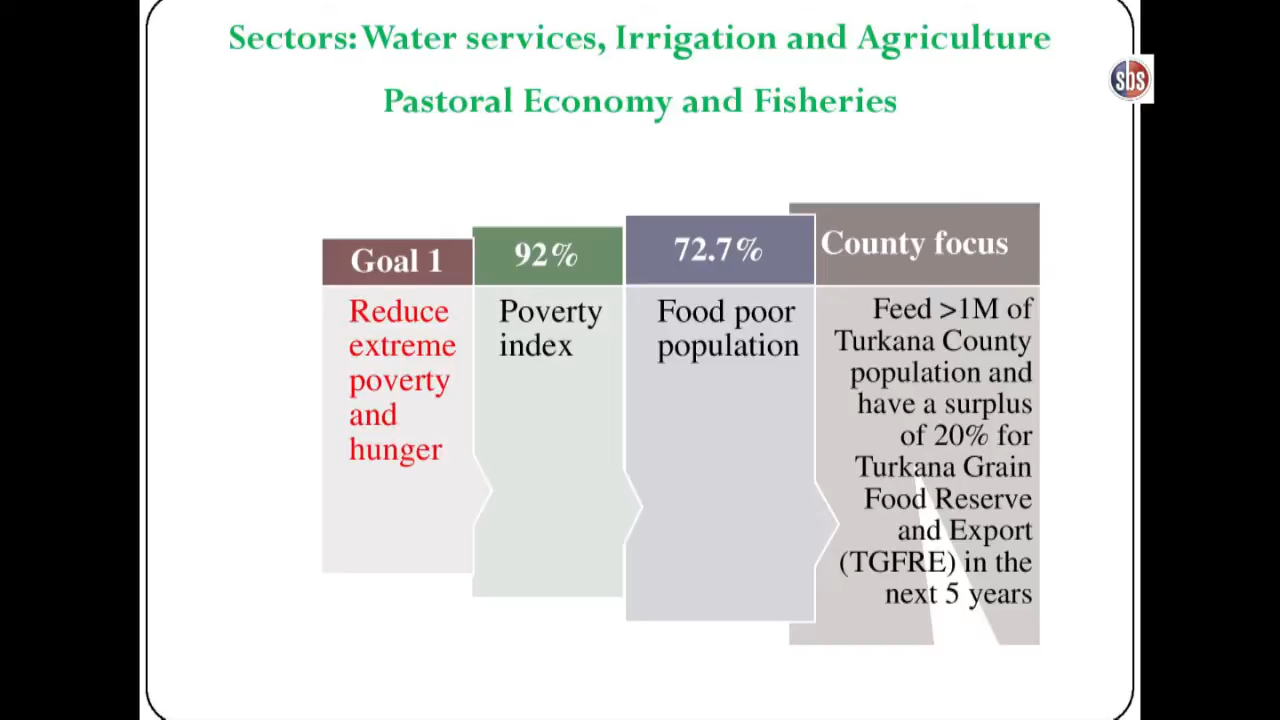 Sectors: Water services, Irrigation and Agriculture
Pastoral Economy and Fisheries
sbs
Goal 1
Reduce
extreme
poverty
and
hunger
92%
Poverty
index
72.7%
Food poor
population
County focus
Feed >1M of
Turkana County
population and
have a surplus
of 20% for
Turkana Grain
Food Reserve
and Export
(TGFRE) in the
next 5 years